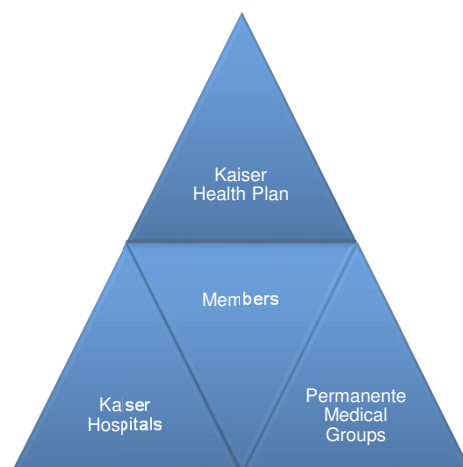 Kaiser
Health Plan
Members
Kaiser
Hospitals
Permanente
Medical
Groups